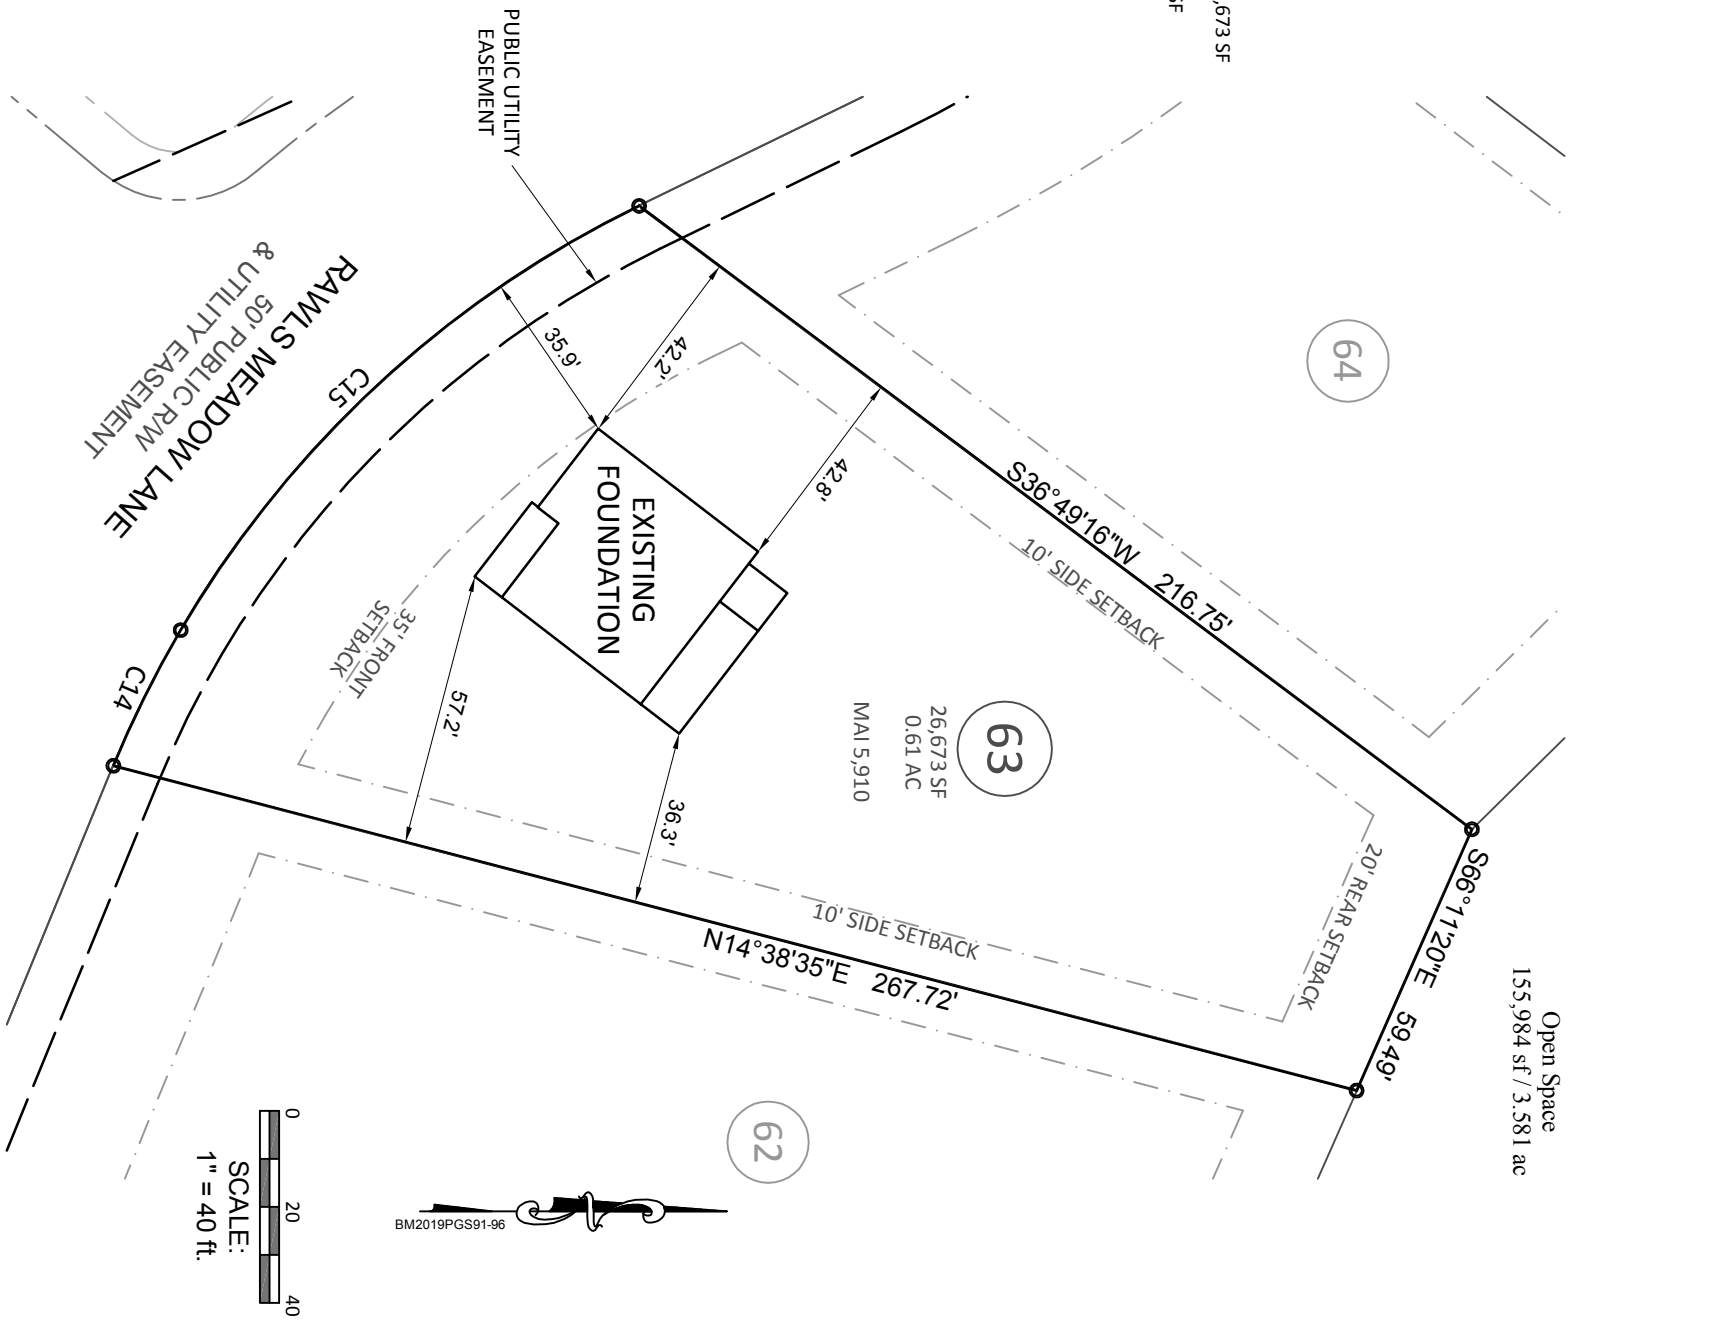 ,673 SF
SF
PUBLIC UTILITY
EASEMENT
64
RAWLS MEADOW LANE
50' PUBLIC R/W
& UTILITY EASEMENT
C15
C14
35.9'
42.2'
42.8'
EXISTING
FOUNDATION
S36°49'16"W 216.75'
10' SIDE SETBACK
35' FRONT
SETBACK
57.2'
36.3'
63
26,673 SF
0.61 AC
MAI 5,910
20' REAR SETBACK
S66°11'20"E 59.49'
10' SIDE SETBACK
N14°38'35"E 267.72'
Open Space
155,984 sf / 3.581 ac
62
BM2019PGS91-96
0 20 40
SCALE:
1" = 40 ft.